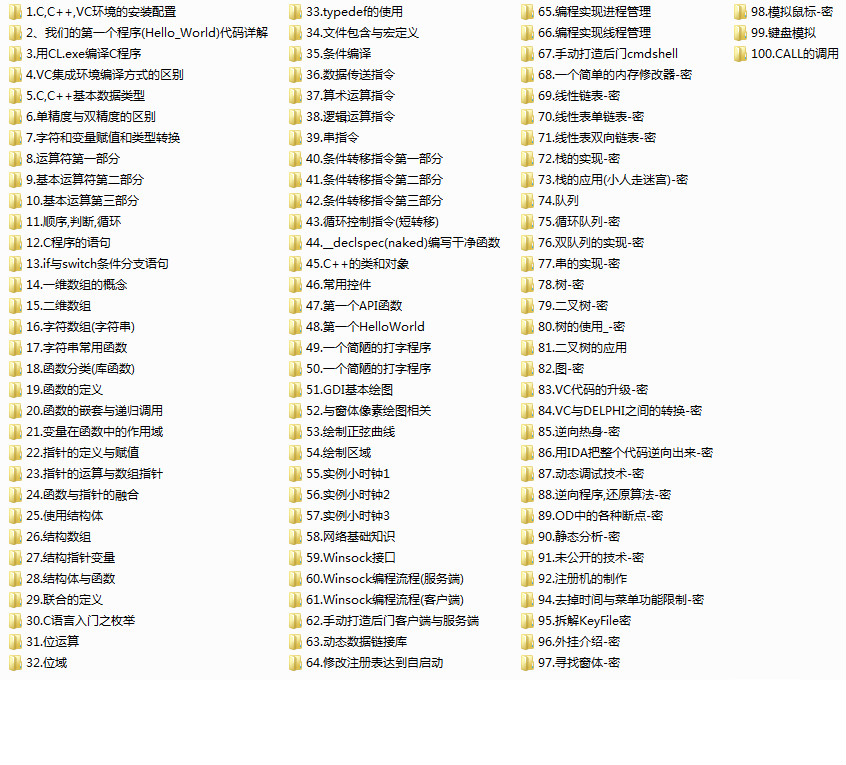 1.C,C++,VC环境的安装配置
2、我们的第一个程序(Hello_World)代码详解
3.用CL.exe编译C程序
4.VC集成环境编译方式的区别
5.C,C++基本数据类型
6.单精度与双精度的区别
7.字符和变量赋值和类型转换
8.运算符第一部分
9.基本运算符第二部分
10.基本运算第三部分
11.顺序,判断,循环
12.C程序的语句
13.if与switch条件分支语句
14.一维数组的概念
15.二维数组
16.字符数组(字符串)
17.字符串常用函数
18.函数分类(库函数)
19.函数的定义
20.函数的嵌套与递归调用
21.变量在函数中的作用域
22.指针的定义与赋值
23.指针的运算与数组指针
24.函数与指针的融合
25.使用结构体
26.结构数组
27.结构指针变量
28.结构体与函数
29.联合的定义
30.C语言入门之枚举
31.位运算
32.位域
33.typedef的使用
34.文件包含与宏定义
35.条件编译
36.数据传送指令
37.算术运算指令
38.逻辑运算指令
39.串指令
40.条件转移指令第一部分
41.条件转移指令第二部分
42.条件转移指令第三部分
43.循环控制指令(短转移)
44.__declspec(naked)编写干净函数
45.C++的类和对象
46.常用控件
47.第一个API函数
48.第一个HelloWorld
49.一个简陋的打字程序
50.一个简陋的打字程序
51.GDI基本绘图
52.与窗体像素绘图相关
53.绘制正弦曲线
54.绘制区域
55.实例小时钟1
56.实例小时钟2
57.实例小时钟3
58.网络基础知识
59.Winsock接口
60.Winsock编程流程(服务端)
61.Winsock编程流程(客户端)
62.手动打造后门客户端与服务端
63.动态数据链接库
64.修改注册表达到自启动
65.编程实现进程管理
66.编程实现线程管理
67.手动打造后门cmdshell
68.一个简单的内存修改器-密
69.线性链表-密
70.线性表单链表-密
71.线性表双向链表-密
72.栈的实现-密
73.栈的应用(小人走迷宫)-密
74.队列
75.循环队列-密
76.双队列的实现-密
77.串的实现-密
78.树-密
79.二叉树-密
80.树的使用_-密
81.二叉树的应用
82.图-密
83.VC代码的升级-密
84.VC与DELPHI之间的转换-密
85.逆向热身-密
86.用IDA把整个代码逆向出来-密
87.动态调试技术-密
88.逆向程序,还原算法-密
89.OD中的各种断点-密
90.静态分析-密
91.未公开的技术-密
92.注册机的制作
94.去掉时间与菜单功能限制-密
95.拆解KeyFile密
96.外挂介绍-密
97.寻找窗体-密
98.模拟鼠标-密
99.键盘模拟
100.CALL的调用